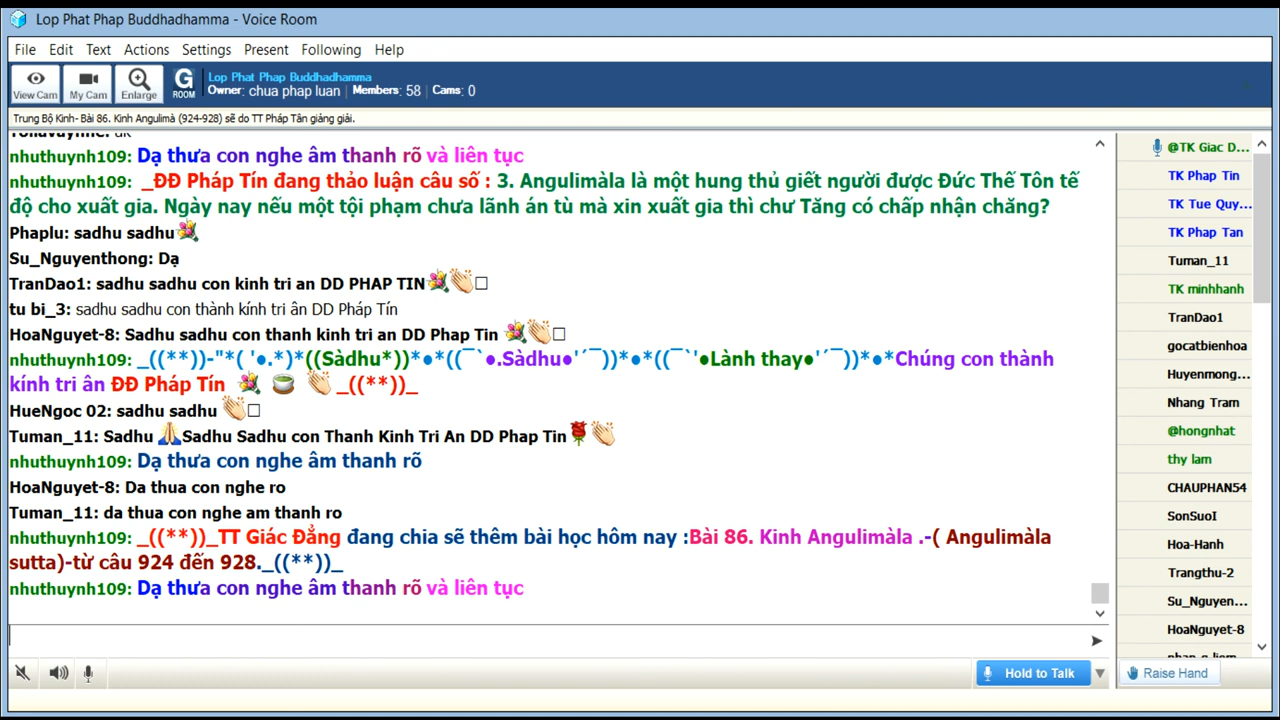 Lop Phat Phap Buddhadhamma - Voice Room
File Edit Text Actions Settings Present Following Help
View Cam My Cam Enlarge G ROOM Lop Phat Phap Buddhadhamma
Owner: chua phap luan | Members: 58 | Cams: 0
Trung Bộ Kinh- Bài 86. Kinh Angulimà (924-928) sẽ do TT Pháp Tân giảng giải.
nhuthuynh109: Dạ thưa con nghe âm thanh rõ và liên tục
nhuthuynh109: _ĐĐ Pháp Tín đang thảo luận câu số : 3. Angulimàla là một hung thủ giết người được Đức Thế Tôn tế
độ cho xuất gia. Ngày nay nếu một tội phạm chưa lãnh án tù mà xin xuất gia thì chư Tăng có chấp nhận chăng?
Phaplu: sadhu sadhu
Su_Nguyenthong: Dạ
TranDao1: sadhu sadhu con kinh tri an DD PHAP TIN
tu bi_3: sadhu sadhu con thành kính tri ân DD Pháp Tín
HoaNguyet-8: Sadhu sadhu con thanh kinh tri an DD Phap Tin
nhuthuynh109: _((**))-"*( '●.*)*((Sàdhu*))*●*((¯`●.Sàdhu●'´¯))*●*((¯`'●Lành thay●'´¯))*●*Chúng con thành
kính tri ân ĐĐ Pháp Tín _((**))_
HueNgoc 02: sadhu sadhu
Tuman_11: Sadhu Sadhu Sadhu con Thanh Kinh Tri An DD Phap Tin
nhuthuynh109: Dạ thưa con nghe âm thanh rõ
HoaNguyet-8: Da thua con nghe ro
Tuman_11: da thua con nghe am thanh ro
nhuthuynh109: _((**))_TT Giác Đẳng đang chia sẽ thêm bài học hôm nay :Bài 86. Kinh Angulimàla .-( Angulimàla
sutta)-từ câu 924 đến 928._((**))_
nhuthuynh109: Dạ thưa con nghe âm thanh rõ và liên tục
@TK Giac D...
TK Phap Tin
TK Tue Quy...
TK Phap Tan
Tuman_11
TK minhhanh
TranDao1
gocatbienhoa
Huyenmong...
Nhang Tram
@hongnhat
thy lam
CHAUPHAN54
SonSuoI
Hoa-Hanh
Trangthu-2
Su_Nguyen...
HoaNguyet-8
Hold to Talk
Raise Hand